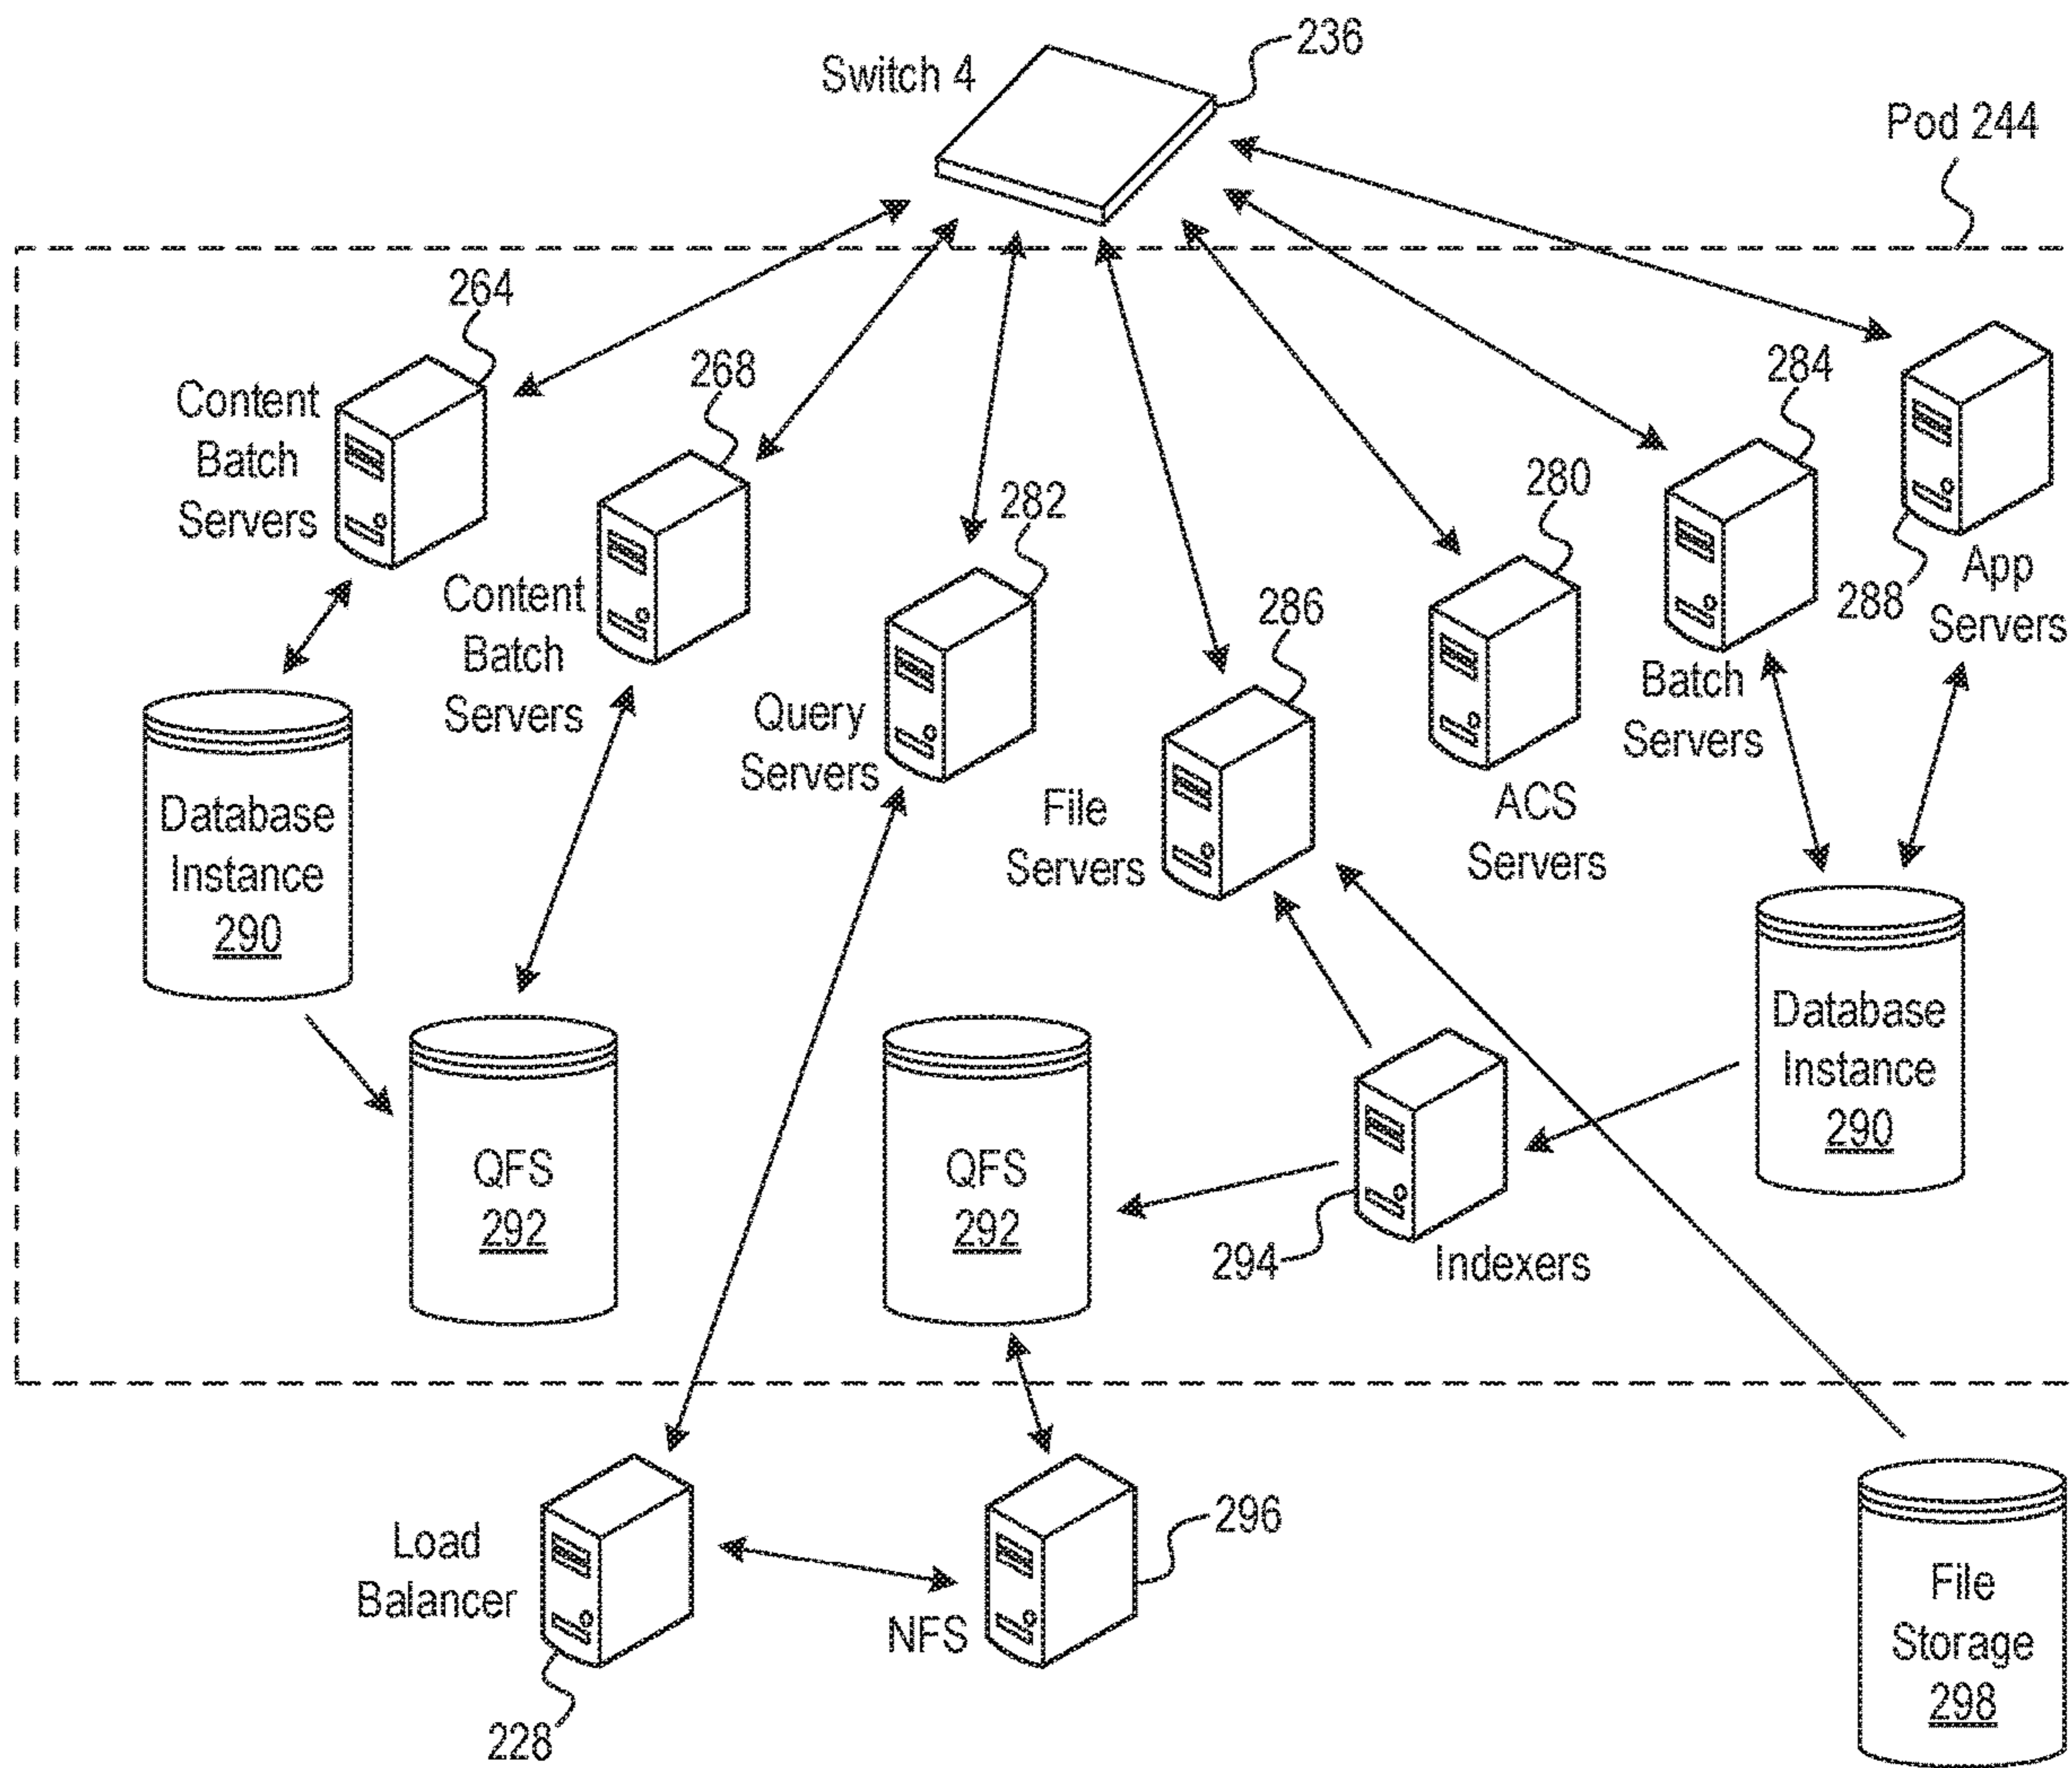 236
Switch 4
Pod 244
264
Content
Batch
Servers
268
Content
Batch
Servers
282
Query
Servers
286
File
Servers
280
ACS
Servers
284
Batch
Servers
288
App
Servers
Database
Instance
290
QFS
292
QFS
292
294
Indexers
Database
Instance
290
Load
Balancer
228
NFS
296
File
Storage
298